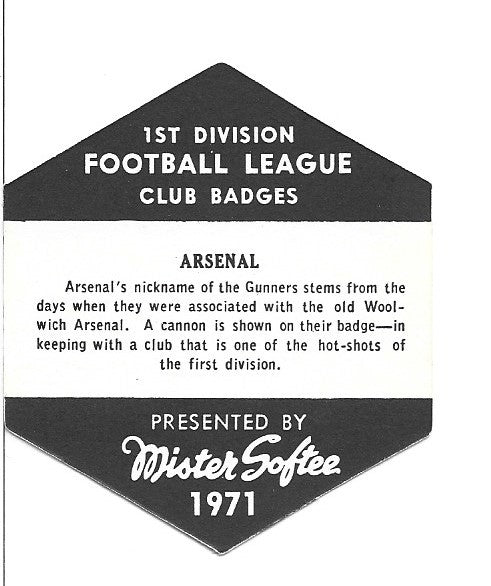 1ST DIVISION
FOOTBALL LEAGUE
CLUB BADGES
ARSENAL
Arsenal's nickname of the Gunners stems from the
days when they were associated with the old Wool-
wich Arsenal. A cannon is shown on their badge—in
keeping with a club that is one of the hot-shots of
the first division.
PRESENTED BY
Mister Softee
1971